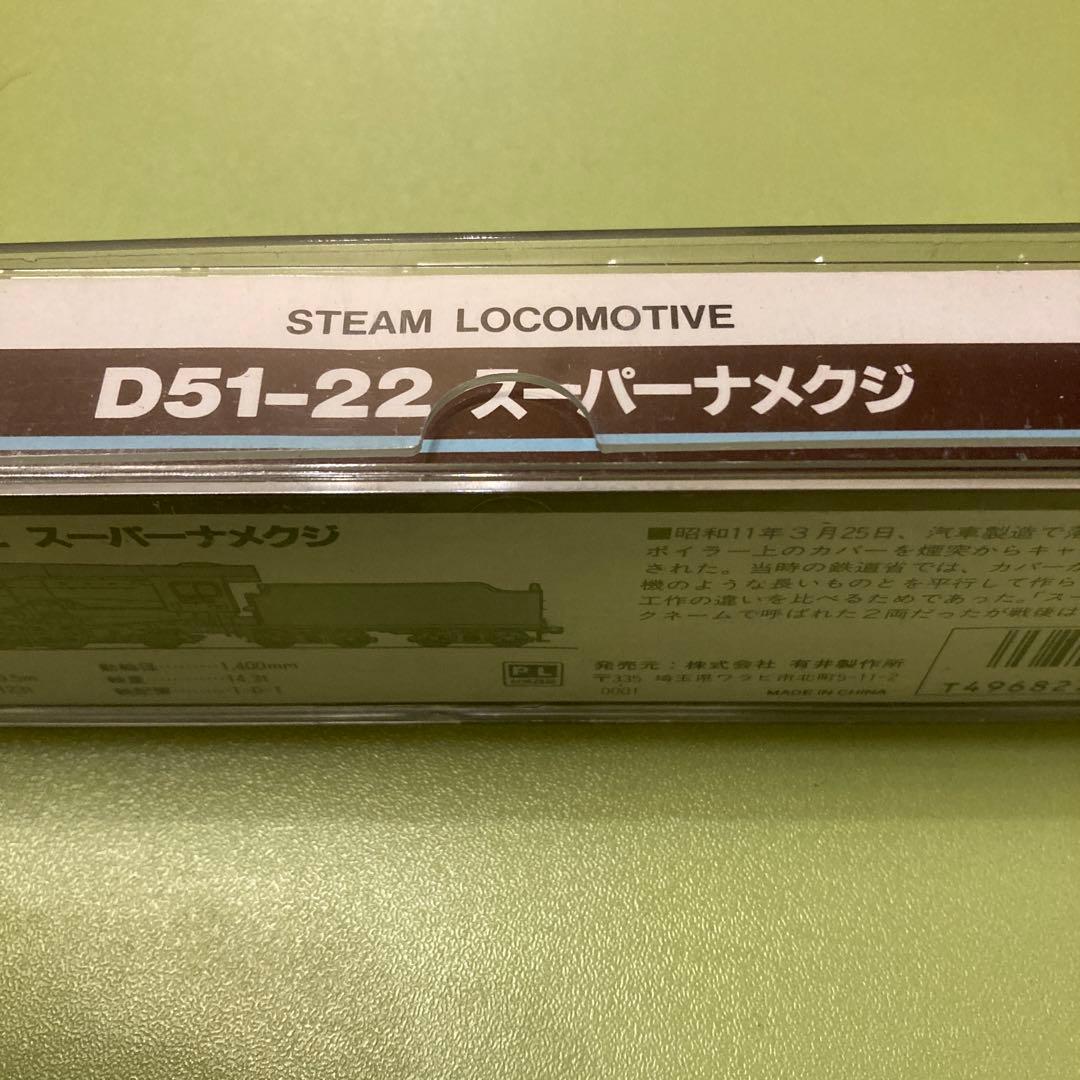 STEAM LOCOMOTIVE
D51-22 スーパーナメクジ
スーパーナメクジ
■昭和11年3月25日、汽車製造で
ボイラー上のカバーを煙突からキャ
された。当時の鉄道省では、カバーが
機のような長いものとを平行して作ら
工作の違いを比べるためであった。「スー
クネームで呼ばれた2両だったが戦後は
動輪径………1,400mm
PL
発売元:株式会社 有井製作所
〒335 埼玉県ワラビ市北町5-11-2
0001 MADE IN CHINA
T49682